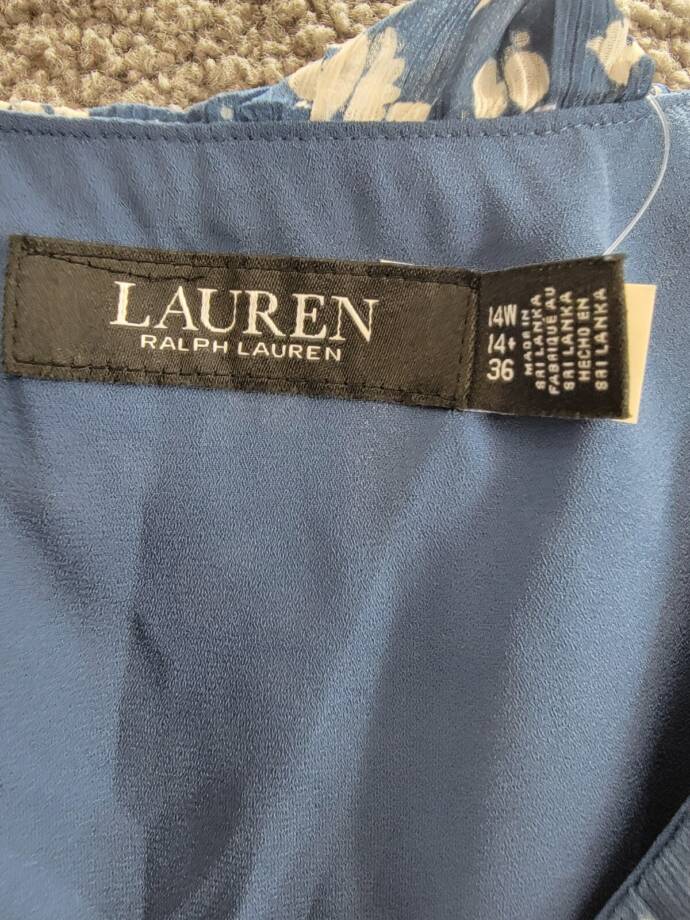 LAUREN
RALPH LAUREN
14W
14+
36
MADE IN
SRI LANKA
FABRIQUE AU
SRI LANKA
HECHO EN
SRI LANKA